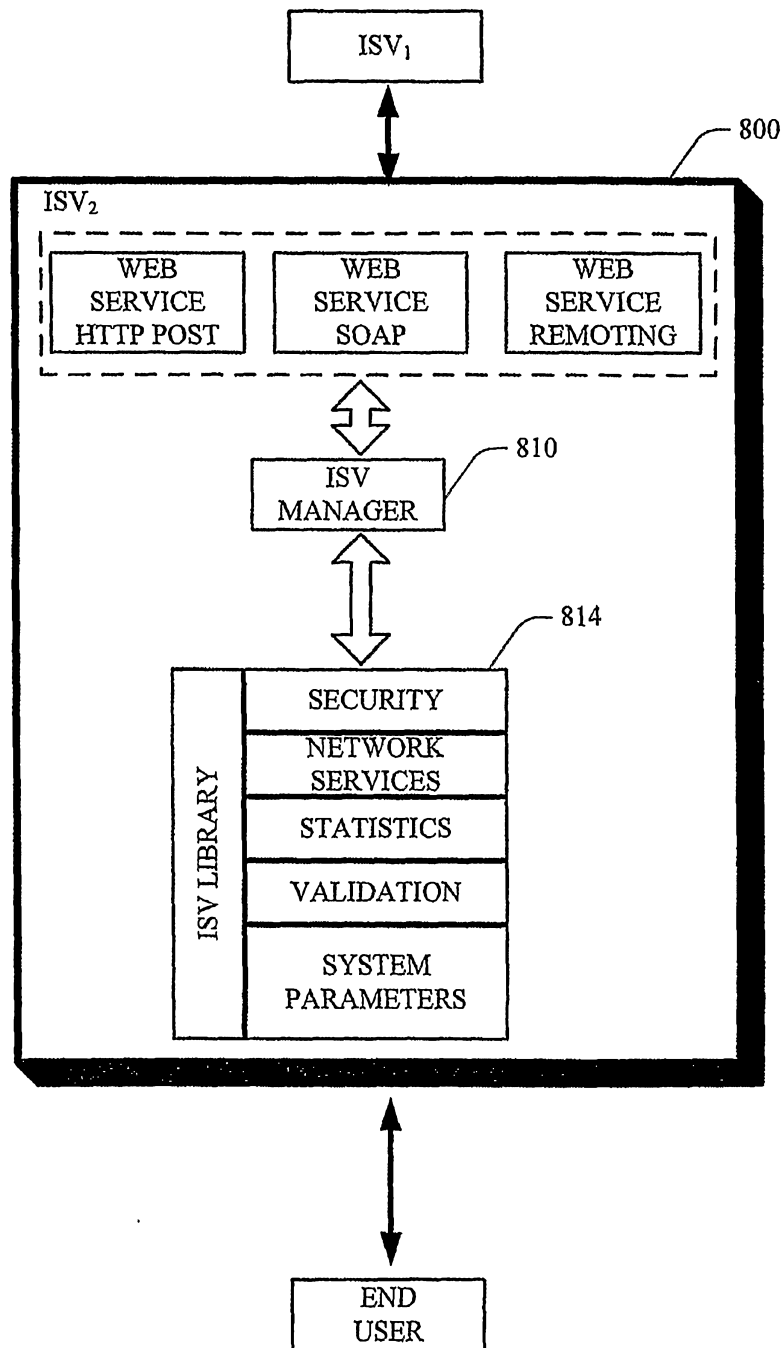 ISV₁
800
ISV₂
WEB
SERVICE
HTTP POST
WEB
SERVICE
SOAP
WEB
SERVICE
REMOTING
ISV
MANAGER
810
814
ISV LIBRARY
SECURITY
NETWORK
SERVICES
STATISTICS
VALIDATION
SYSTEM
PARAMETERS
END
USER